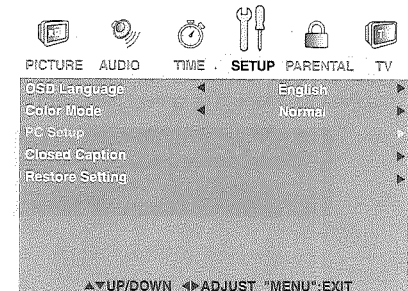 PICTURE AUDIO TIME SETUP PARENTAL TV
OSD Language ◀ English ▶
Color Mode ◀ Normal ▶
PC Setup ▶
Closed Caption ▶
Restore Setting ▶
▲▼UP/DOWN ◀▶ADJUST "MENU":EXIT